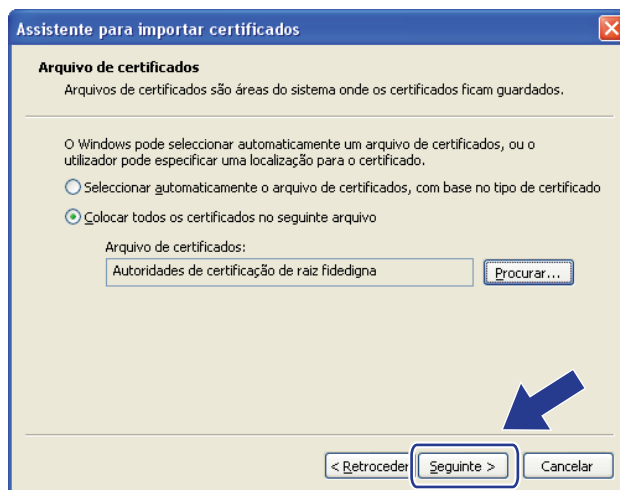 Assistente para importar certificados
Arquivo de certificados
Arquivos de certificados são áreas do sistema onde os certificados ficam guardados.
O Windows pode seleccionar automaticamente um arquivo de certificados, ou o
utilizador pode especificar uma localização para o certificado.
Seleccionar automaticamente o arquivo de certificados, com base no tipo de certificado
Colocar todos os certificados no seguinte arquivo
Arquivo de certificados:
Autoridades de certificação de raiz fidedigna
Procurar...
< Retroceder
Seguinte >
Cancelar